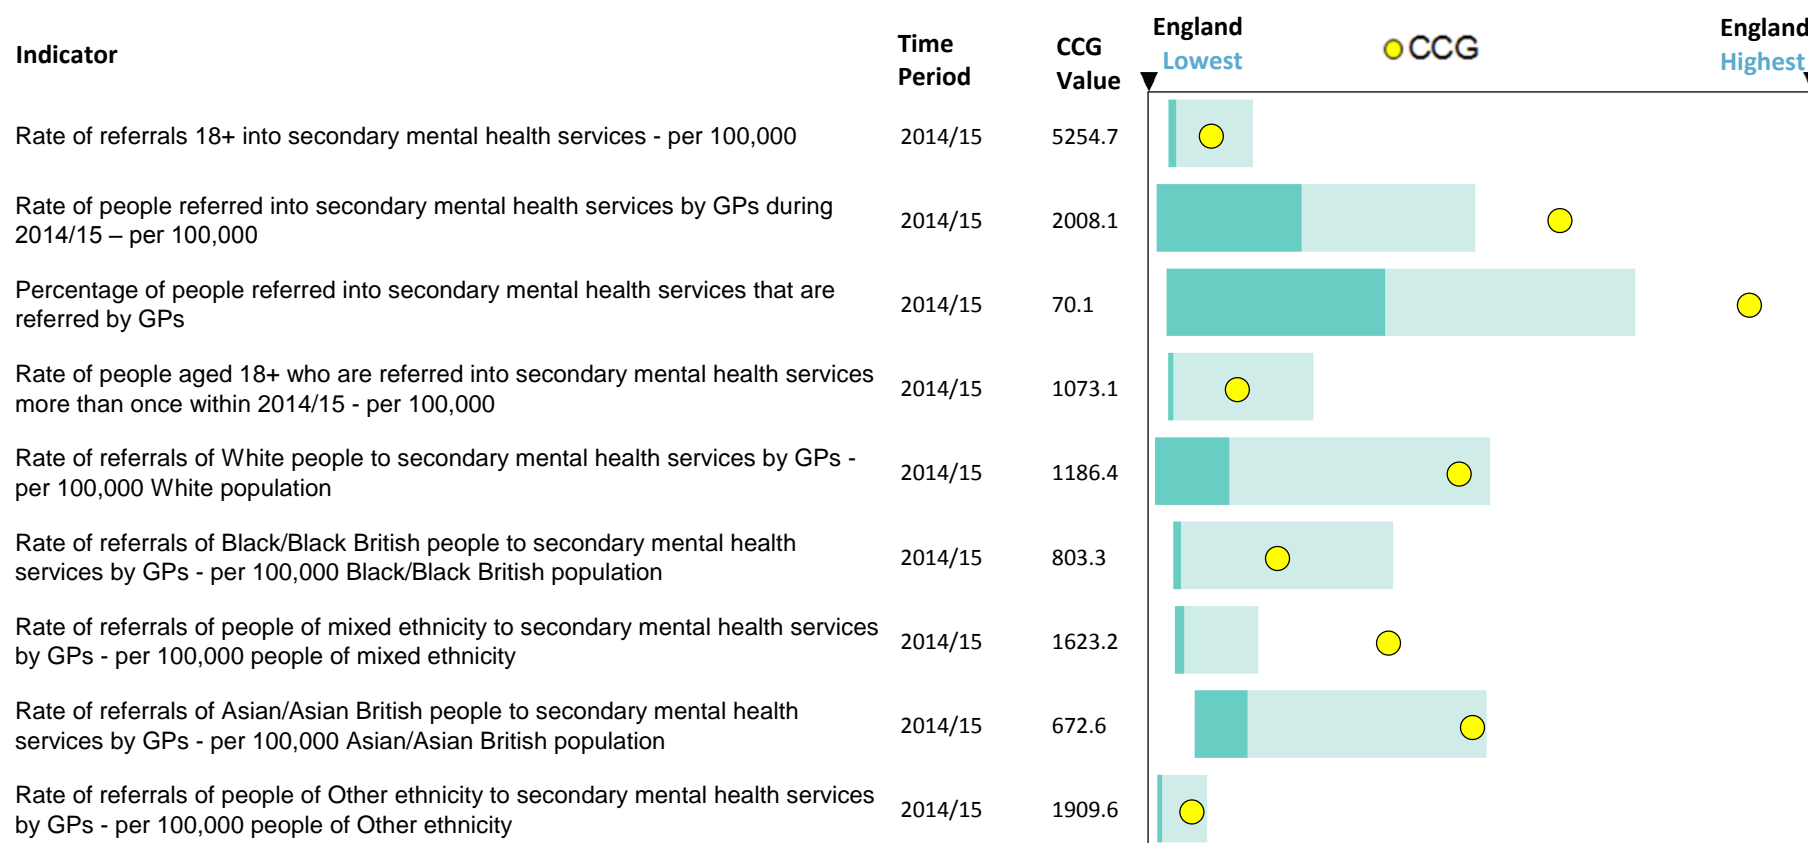 Indicator
Time Period
CCG Value
England Lowest
CCG
England Highest
Rate of referrals 18+ into secondary mental health services - per 100,000
2014/15
5254.7
Rate of people referred into secondary mental health services by GPs during
2014/15 – per 100,000
2014/15
2008.1
Percentage of people referred into secondary mental health services that are
referred by GPs
2014/15
70.1
Rate of people aged 18+ who are referred into secondary mental health services
more than once within 2014/15 - per 100,000
2014/15
1073.1
Rate of referrals of White people to secondary mental health services by GPs -
per 100,000 White population
2014/15
1186.4
Rate of referrals of Black/Black British people to secondary mental health
services by GPs - per 100,000 Black/Black British population
2014/15
803.3
Rate of referrals of people of mixed ethnicity to secondary mental health services
by GPs - per 100,000 people of mixed ethnicity
2014/15
1623.2
Rate of referrals of Asian/Asian British people to secondary mental health
services by GPs - per 100,000 Asian/Asian British population
2014/15
672.6
Rate of referrals of people of Other ethnicity to secondary mental health services
by GPs - per 100,000 people of Other ethnicity
2014/15
1909.6